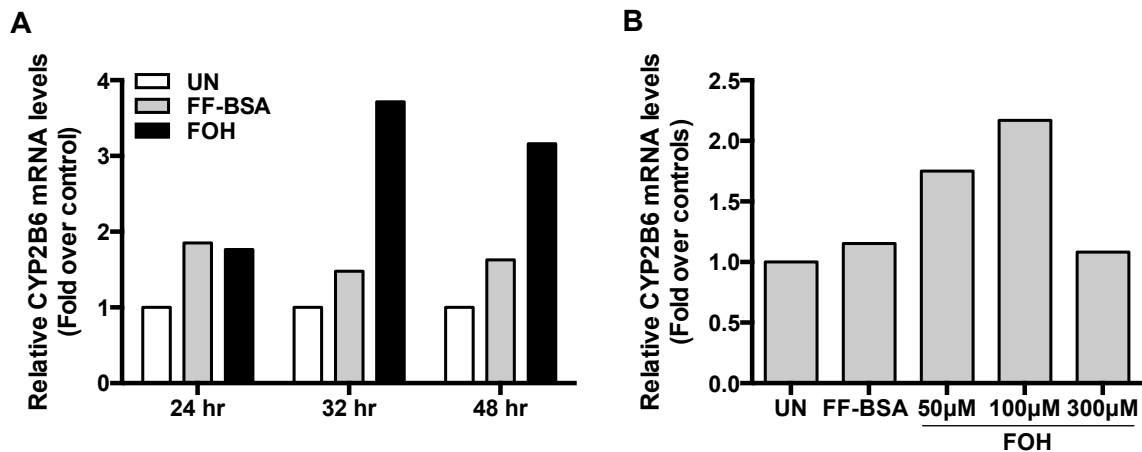 A
Relative CYP2B6 mRNA levels
(Fold over control)
4
3
2
1
0
UN
FF-BSA
FOH
24 hr
32 hr
48 hr
B
Relative CYP2B6 mRNA levels
(Fold over controls)
2.5
2.0
1.5
1.0
0.5
0.0
UN
FF-BSA
50µM
100µM
300µM
FOH